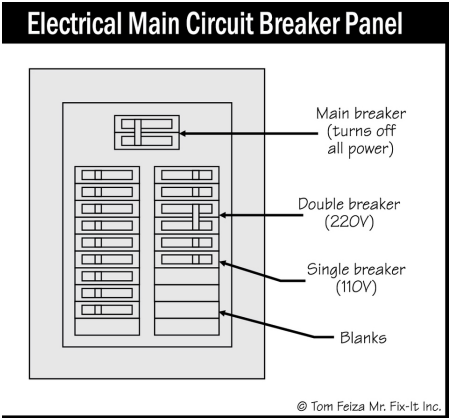 Electrical Main Circuit Breaker Panel
Main breaker
(turns off
all power)
Double breaker
(220V)
Single breaker
(110V)
Blanks
© Tom Feiza Mr. Fix-It Inc.